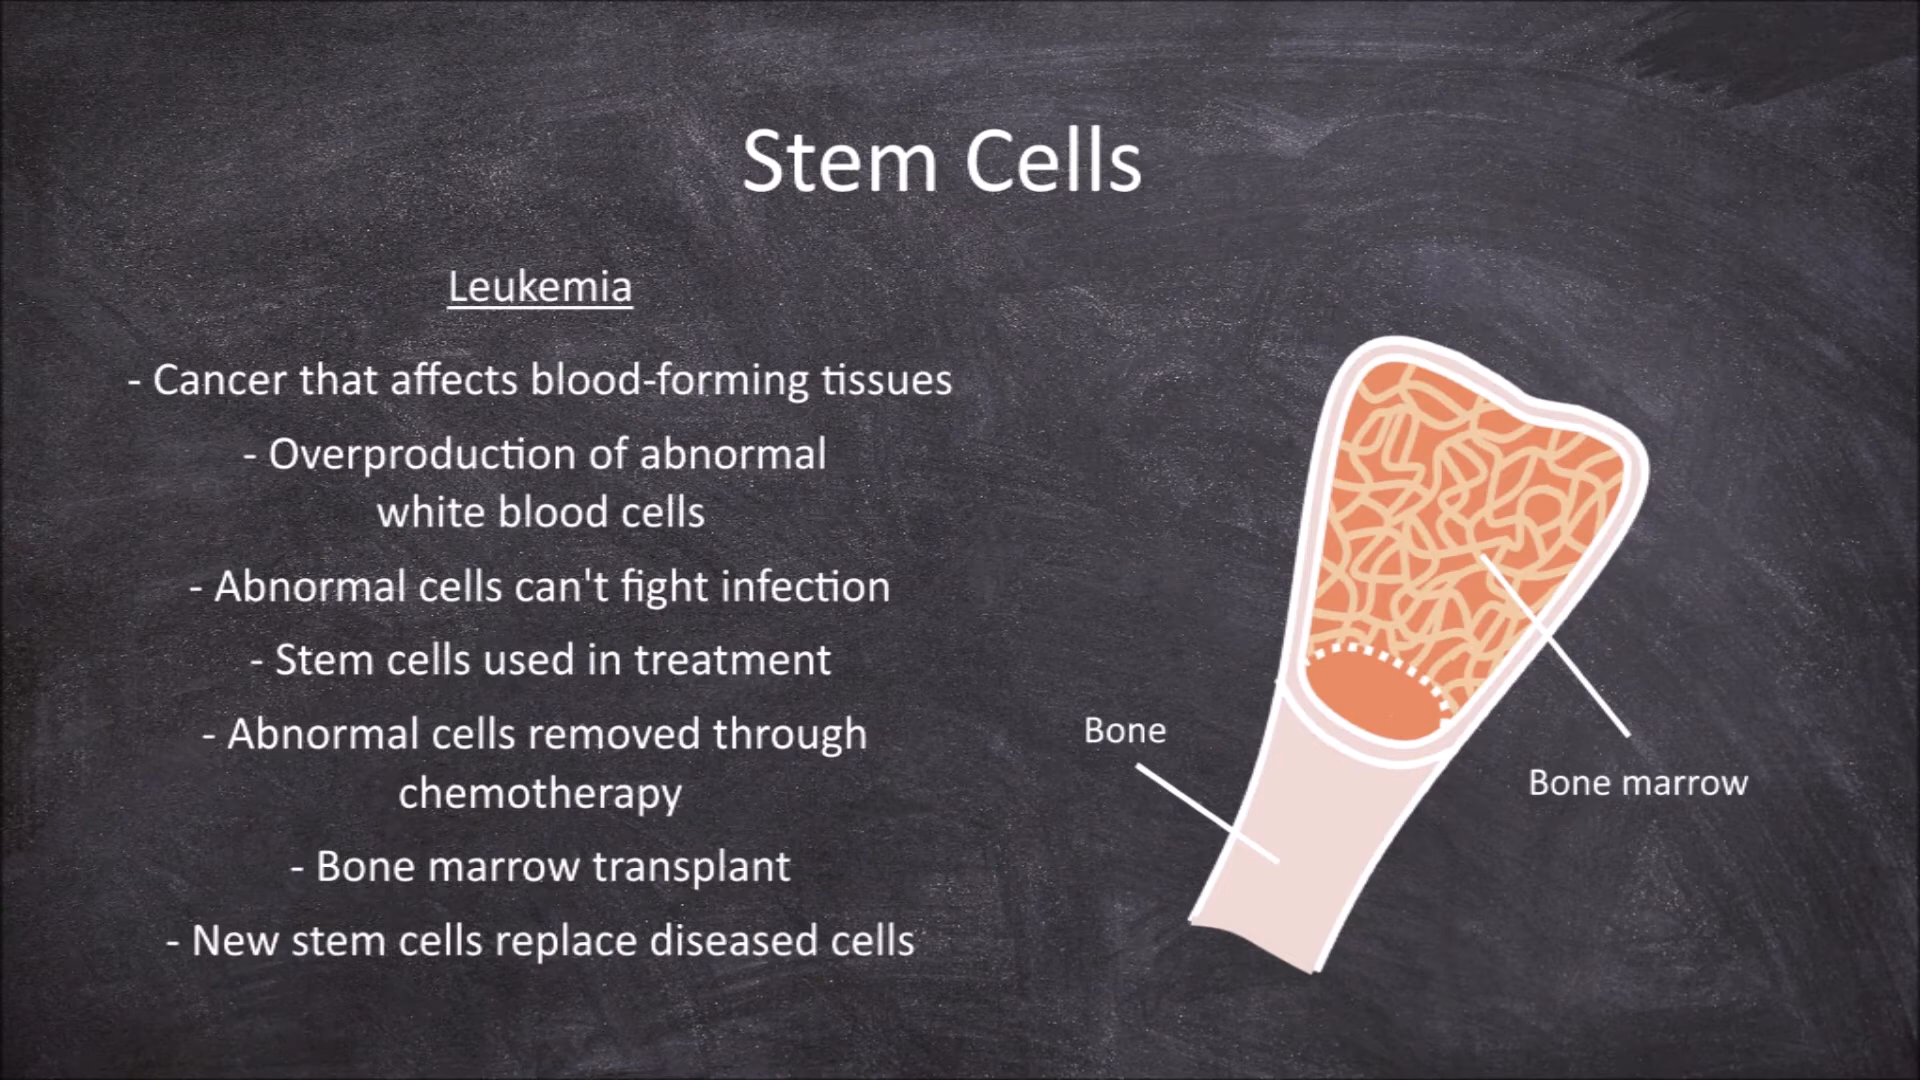 Stem Cells
Leukemia
- Cancer that affects blood-forming tissues
- Overproduction of abnormal
white blood cells
- Abnormal cells can't fight infection
- Stem cells used in treatment
- Abnormal cells removed through
chemotherapy
- Bone marrow transplant
- New stem cells replace diseased cells
Bone
Bone marrow